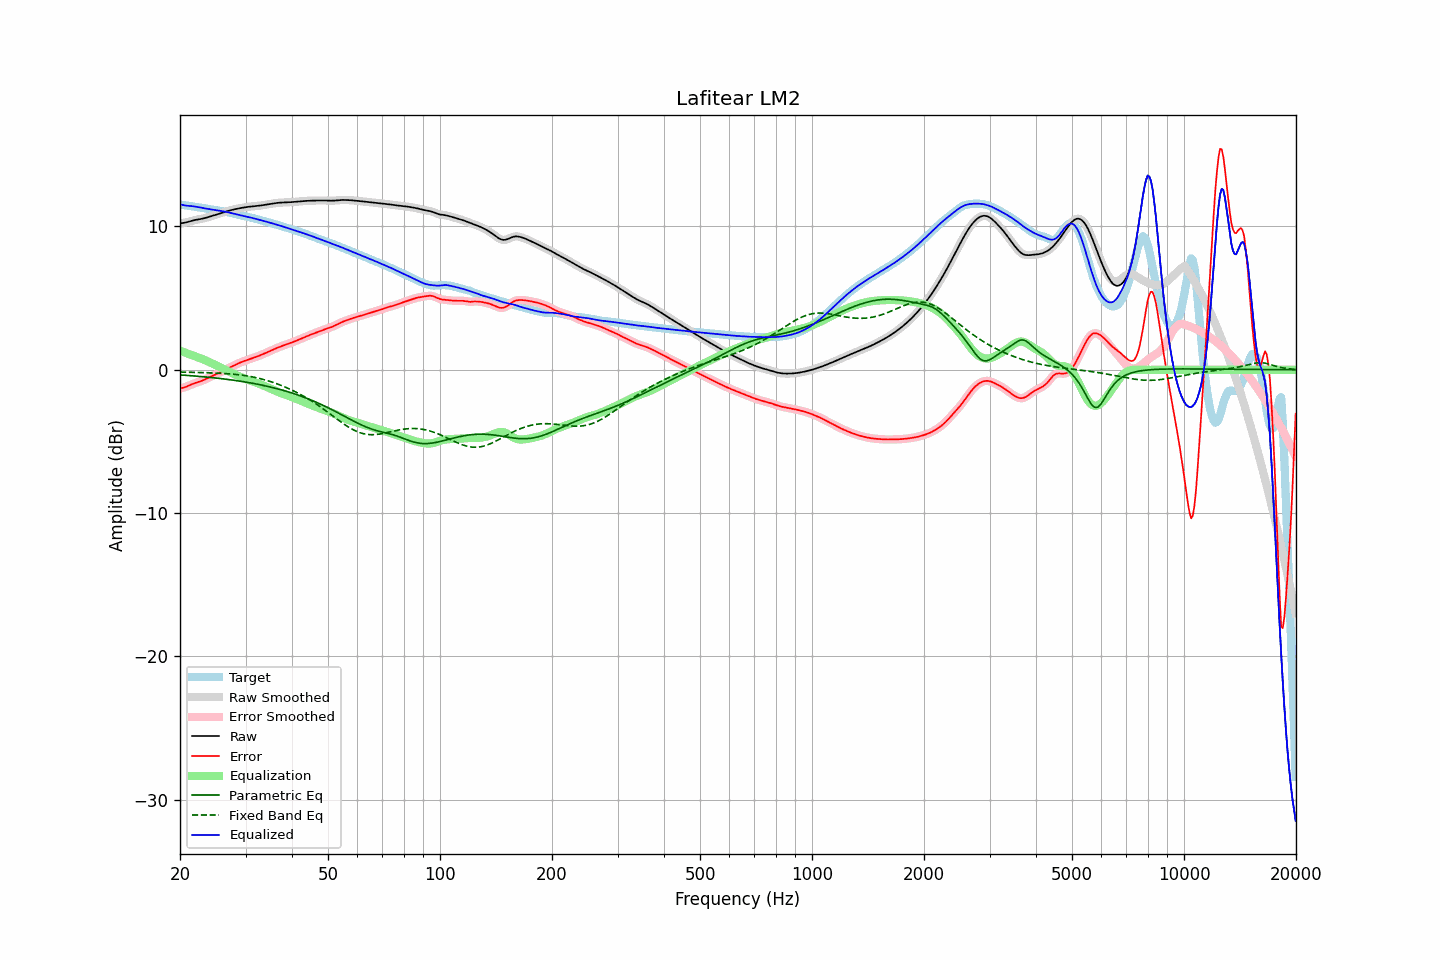 Lafitear LM2
Amplitude (dBr)
10
0
−10
−20
−30
Target
Raw Smoothed
Error Smoothed
Raw
Error
Equalization
Parametric Eq
Fixed Band Eq
Equalized
20 50 100 200 500 1000 2000 5000 10000 20000
Frequency (Hz)